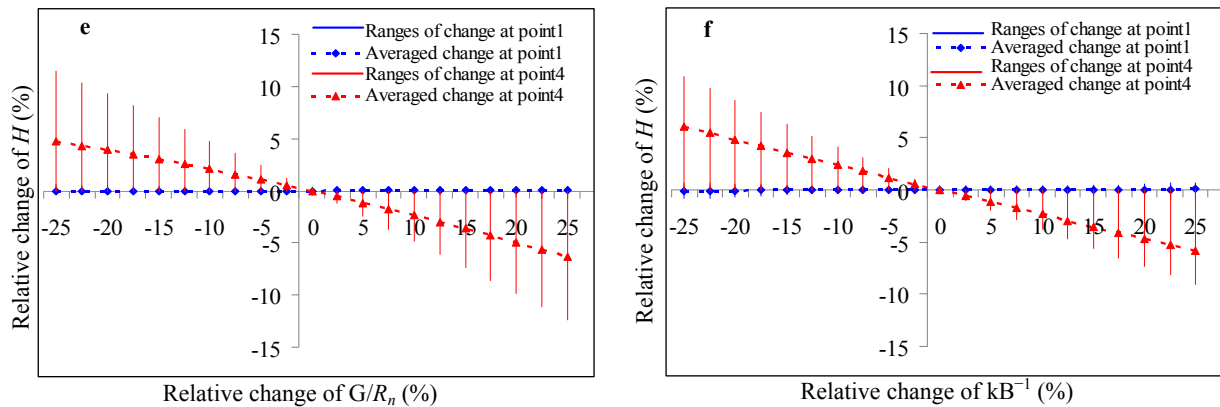 e
15
10
5
0
-5
-10
-15
-25 -20 -15 -10 -5 0 5 10 15 20 25
Relative change of H (%)
Relative change of G/Rn (%)
Ranges of change at point1
Averaged change at point1
Ranges of change at point4
Averaged change at point4
f
15
10
5
0
-5
-10
-15
-25 -20 -15 -10 -5 0 5 10 15 20 25
Relative change of H (%)
Relative change of kB⁻¹ (%)
Ranges of change at point1
Averaged change at point1
Ranges of change at point4
Averaged change at point4